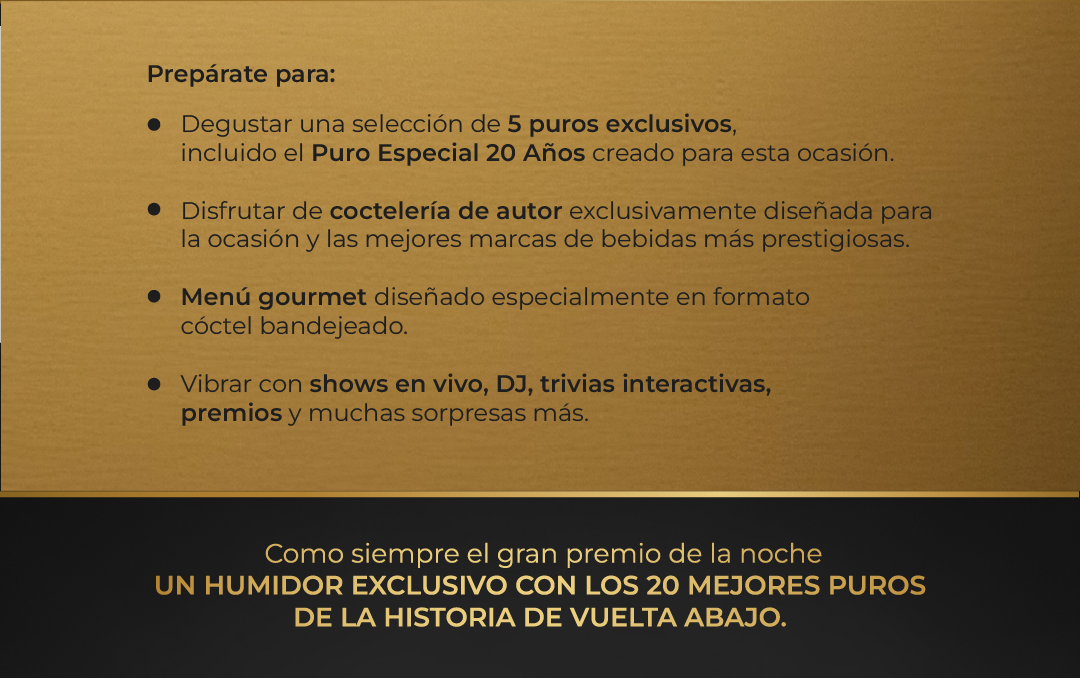 Prepárate para:
● Degustar una selección de 5 puros exclusivos,
incluido el Puro Especial 20 Años creado para esta ocasión.
● Disfrutar de coctelería de autor exclusivamente diseñada para
la ocasión y las mejores marcas de bebidas más prestigiosas.
● Menú gourmet diseñado especialmente en formato
cóctel bandejeado.
● Vibrar con shows en vivo, DJ, trivias interactivas,
premios y muchas sorpresas más.
Como siempre el gran premio de la noche
UN HUMIDOR EXCLUSIVO CON LOS 20 MEJORES PUROS
DE LA HISTORIA DE VUELTA ABAJO.